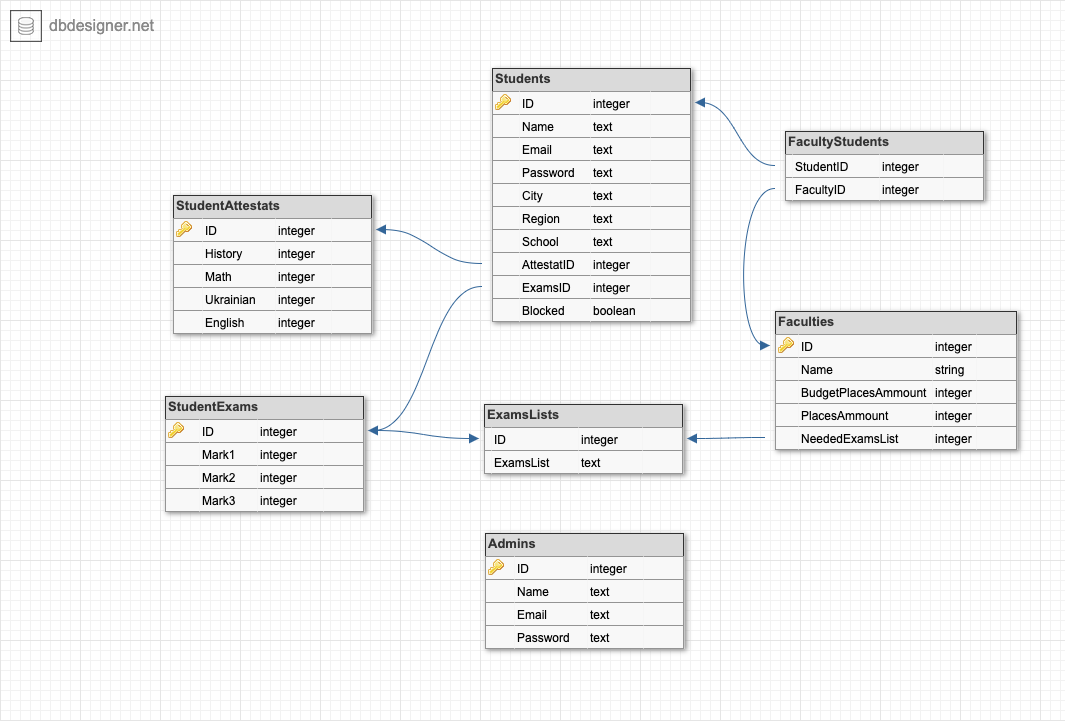 dbdesigner.net
Students
ID integer
Name text
Email text
Password text
City text
Region text
School text
AttestatID integer
ExamsID integer
Blocked boolean
FacultyStudents
StudentID integer
FacultyID integer
StudentAttestats
ID integer
History integer
Math integer
Ukrainian integer
English integer
Faculties
ID integer
Name string
BudgetPlacesAmmount integer
PlacesAmmount integer
NeededExamsList integer
StudentExams
ID integer
Mark1 integer
Mark2 integer
Mark3 integer
ExamsLists
ID integer
ExamsList text
Admins
ID integer
Name text
Email text
Password text